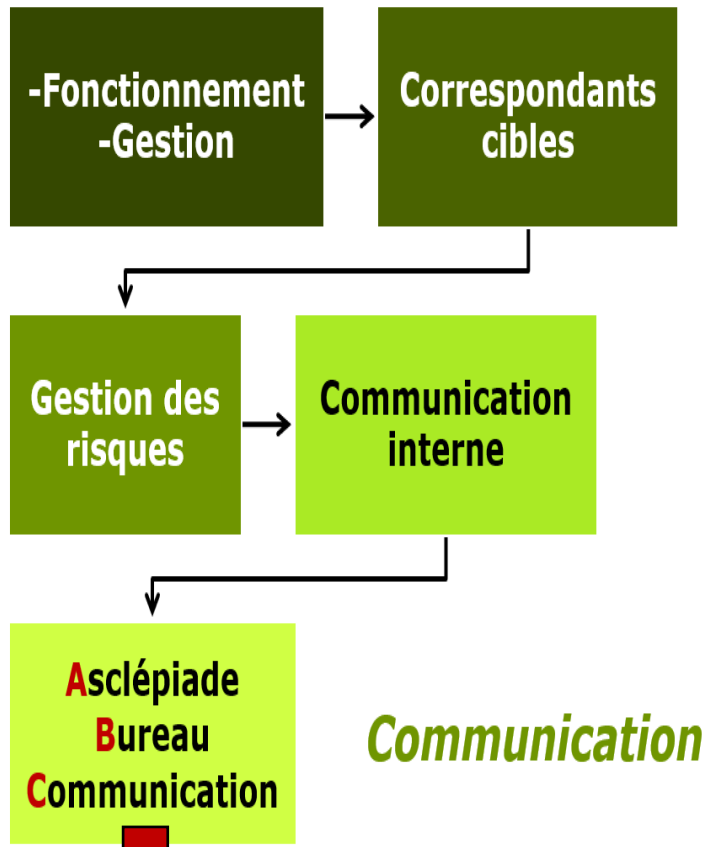 -Fonctionnement
-Gestion
Correspondants
cibles
Gestion des
risques
Communication
interne
Asclépiade
Bureau
Communication
Communication